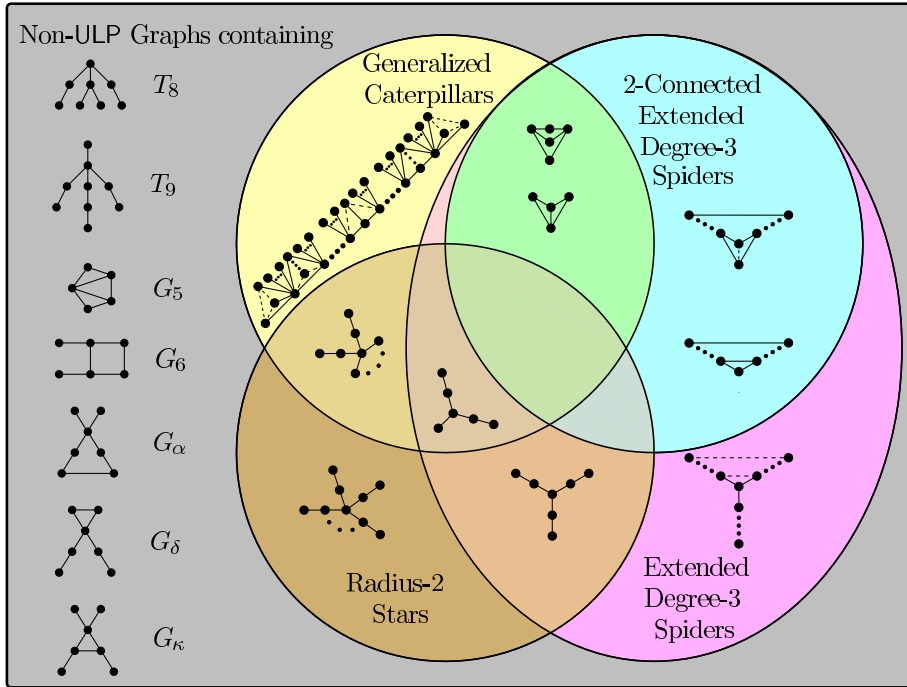 Non-ULP Graphs containing
T₈
T₉
G₅
G₆
Gα
Gδ
Gκ
Generalized
Caterpillars
2-Connected
Extended
Degree-3
Spiders
Radius-2
Stars
Extended
Degree-3
Spiders